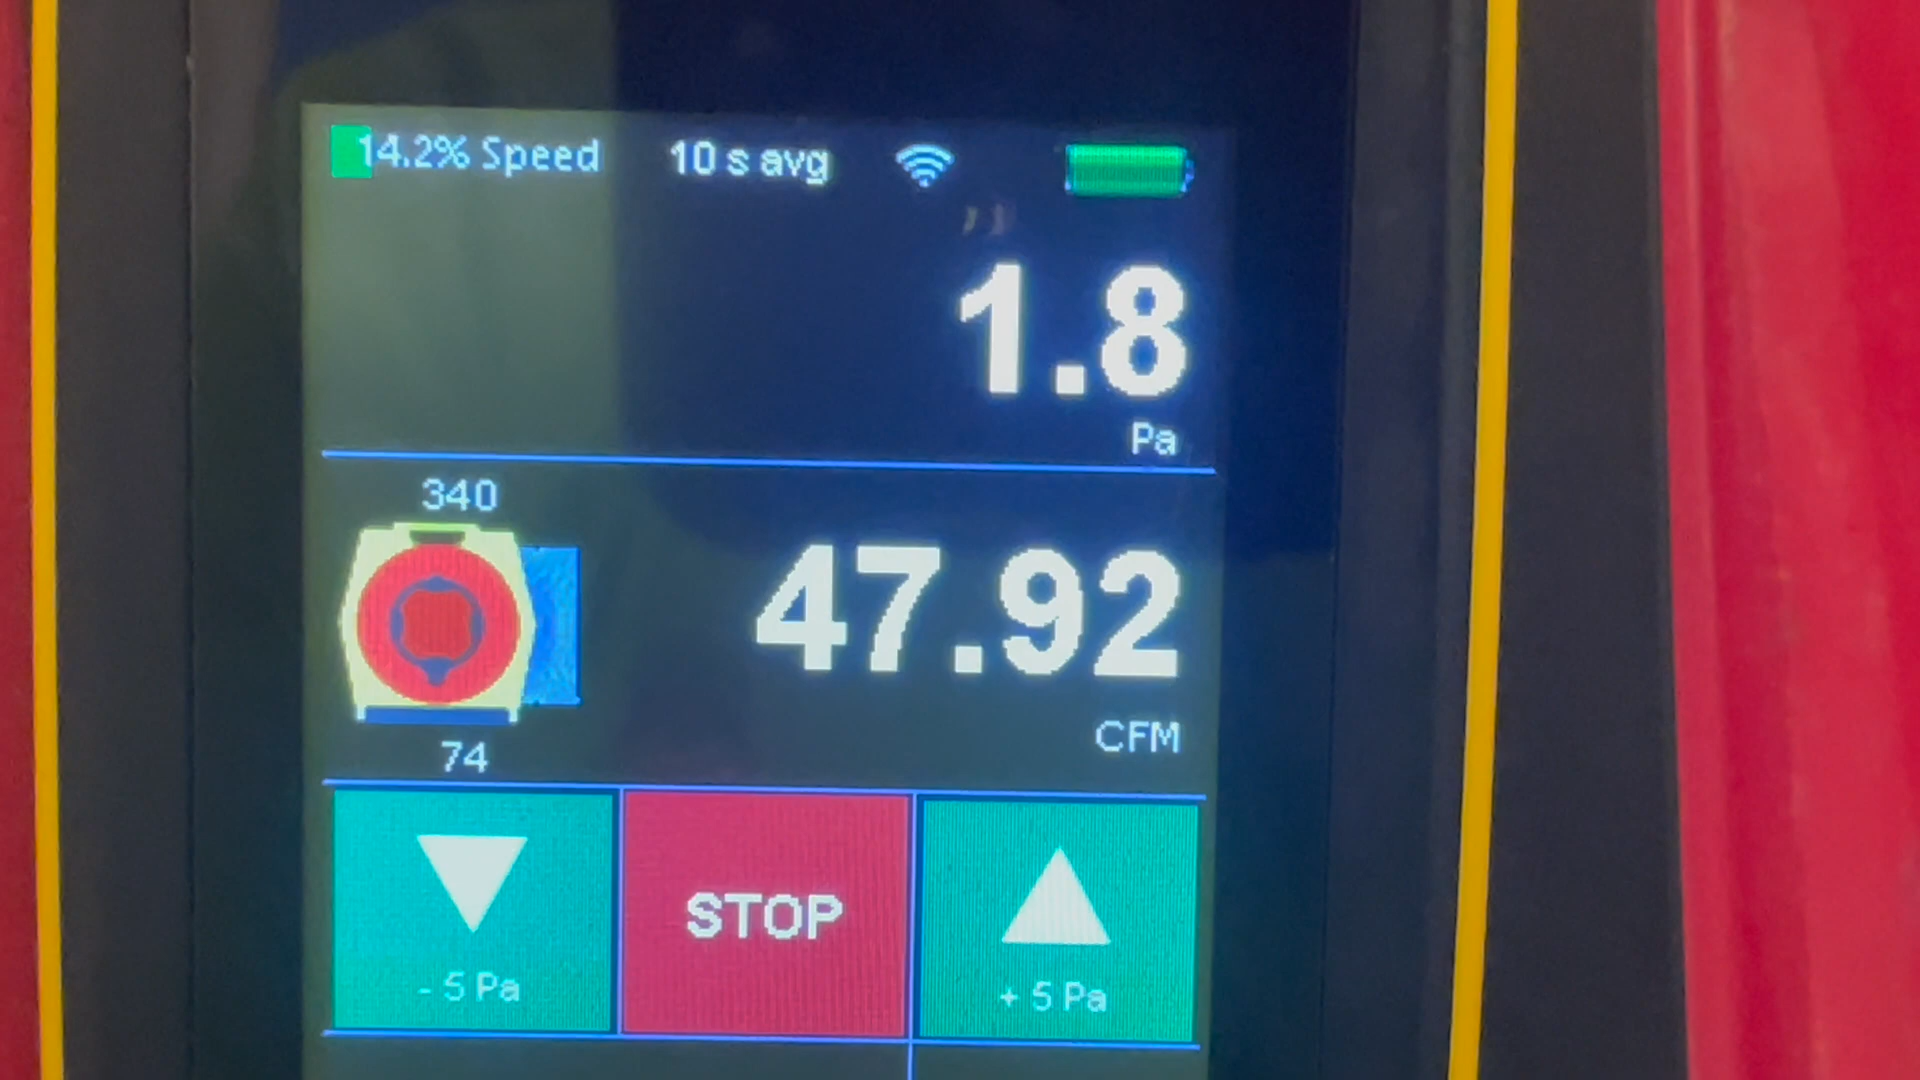 14.2% Speed 10 s avg
1.8
Pa
340
47.92
CFM
74
STOP
- 5 Pa
+ 5 Pa